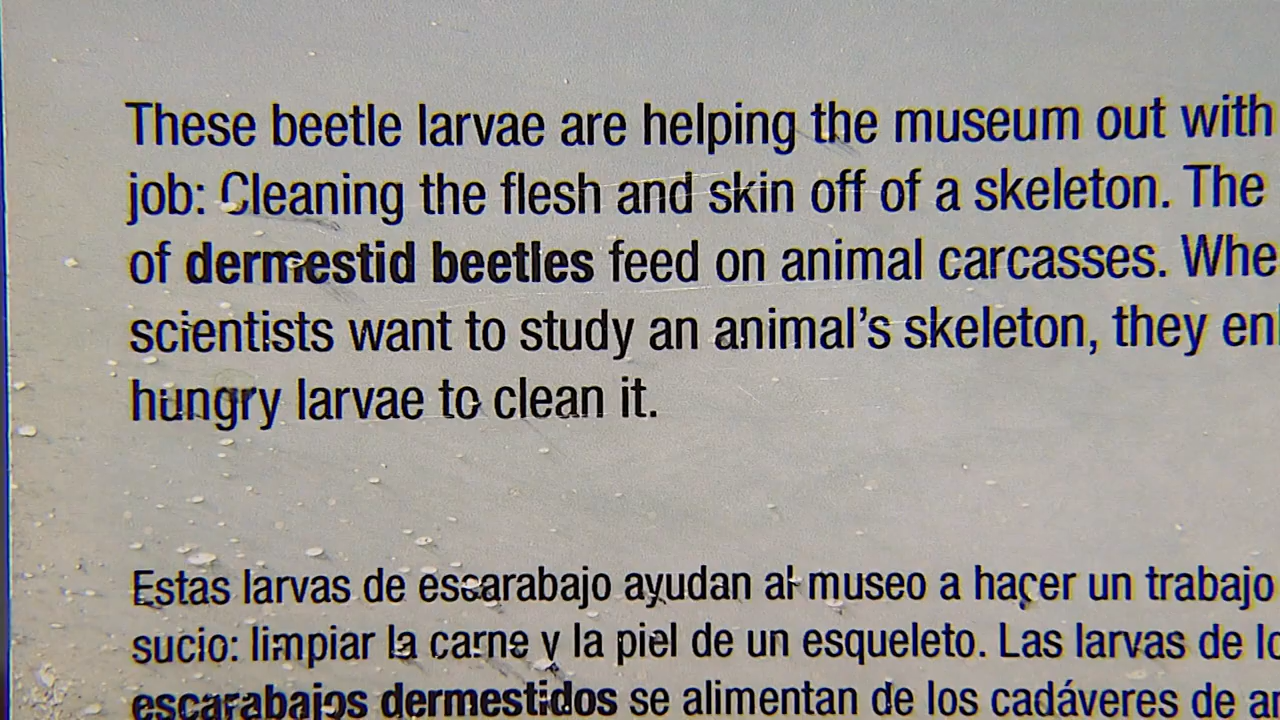 These beetle larvae are helping the museum out with
job: Cleaning the flesh and skin off of a skeleton. The
of dermestid beetles feed on animal carcasses. Whe
scientists want to study an animal's skeleton, they en
hungry larvae to clean it.
Estas larvas de escarabajo ayudan al museo a hacer un trabajo
sucio: limpiar la carne y la piel de un esqueleto. Las larvas de lo
escarabajos dermestidos se alimentan de los cadáveres de an